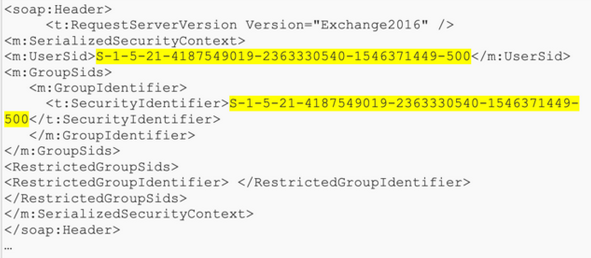 <soap:Header>
<t:RequestServerVersion Version="Exchange2016" />
<m:SerializedSecurityContext>
<m:UserSid>S-1-5-21-4187549019-2363330540-1546371449-500</m:UserSid>
<m:GroupSids>
<m:GroupIdentifier>
<t:SecurityIdentifier>S-1-5-21-4187549019-2363330540-1546371449-
500</t:SecurityIdentifier>
</m:GroupIdentifier>
</m:GroupSids>
<RestrictedGroupSids>
<RestrictedGroupIdentifier> </RestrictedGroupIdentifier>
</RestrictedGroupSids>
</m:SerializedSecurityContext>
</soap:Header>
…